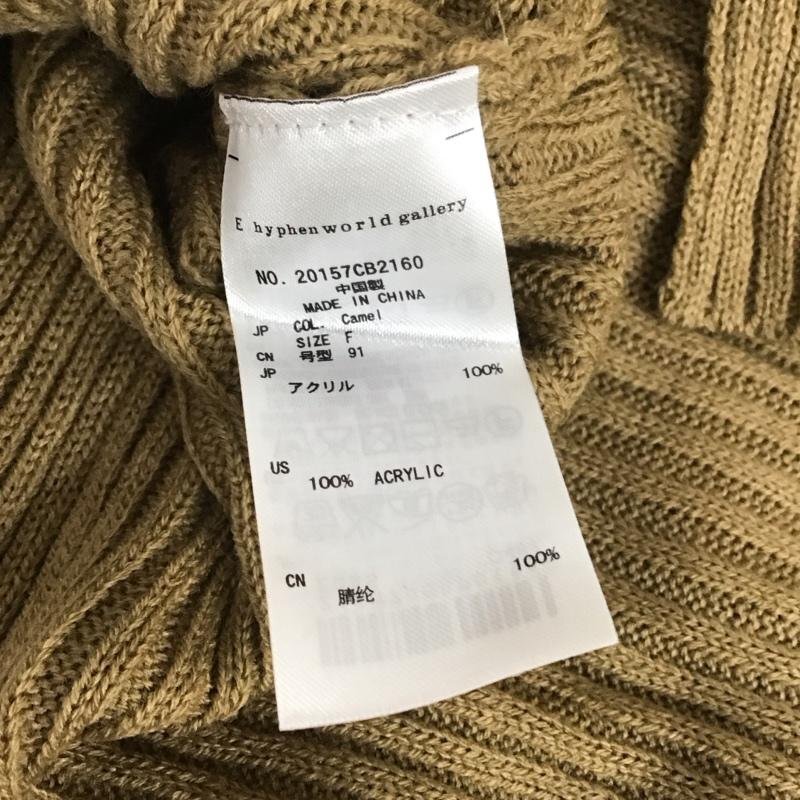 E hyphen world gallery
NO. 20157CB2160
中国製
MADE IN CHINA
COL. Camel
JP SIZE F
CN 号型 91
JP
アクリル 100%
US 100% ACRYLIC
CN 100%
腈纶